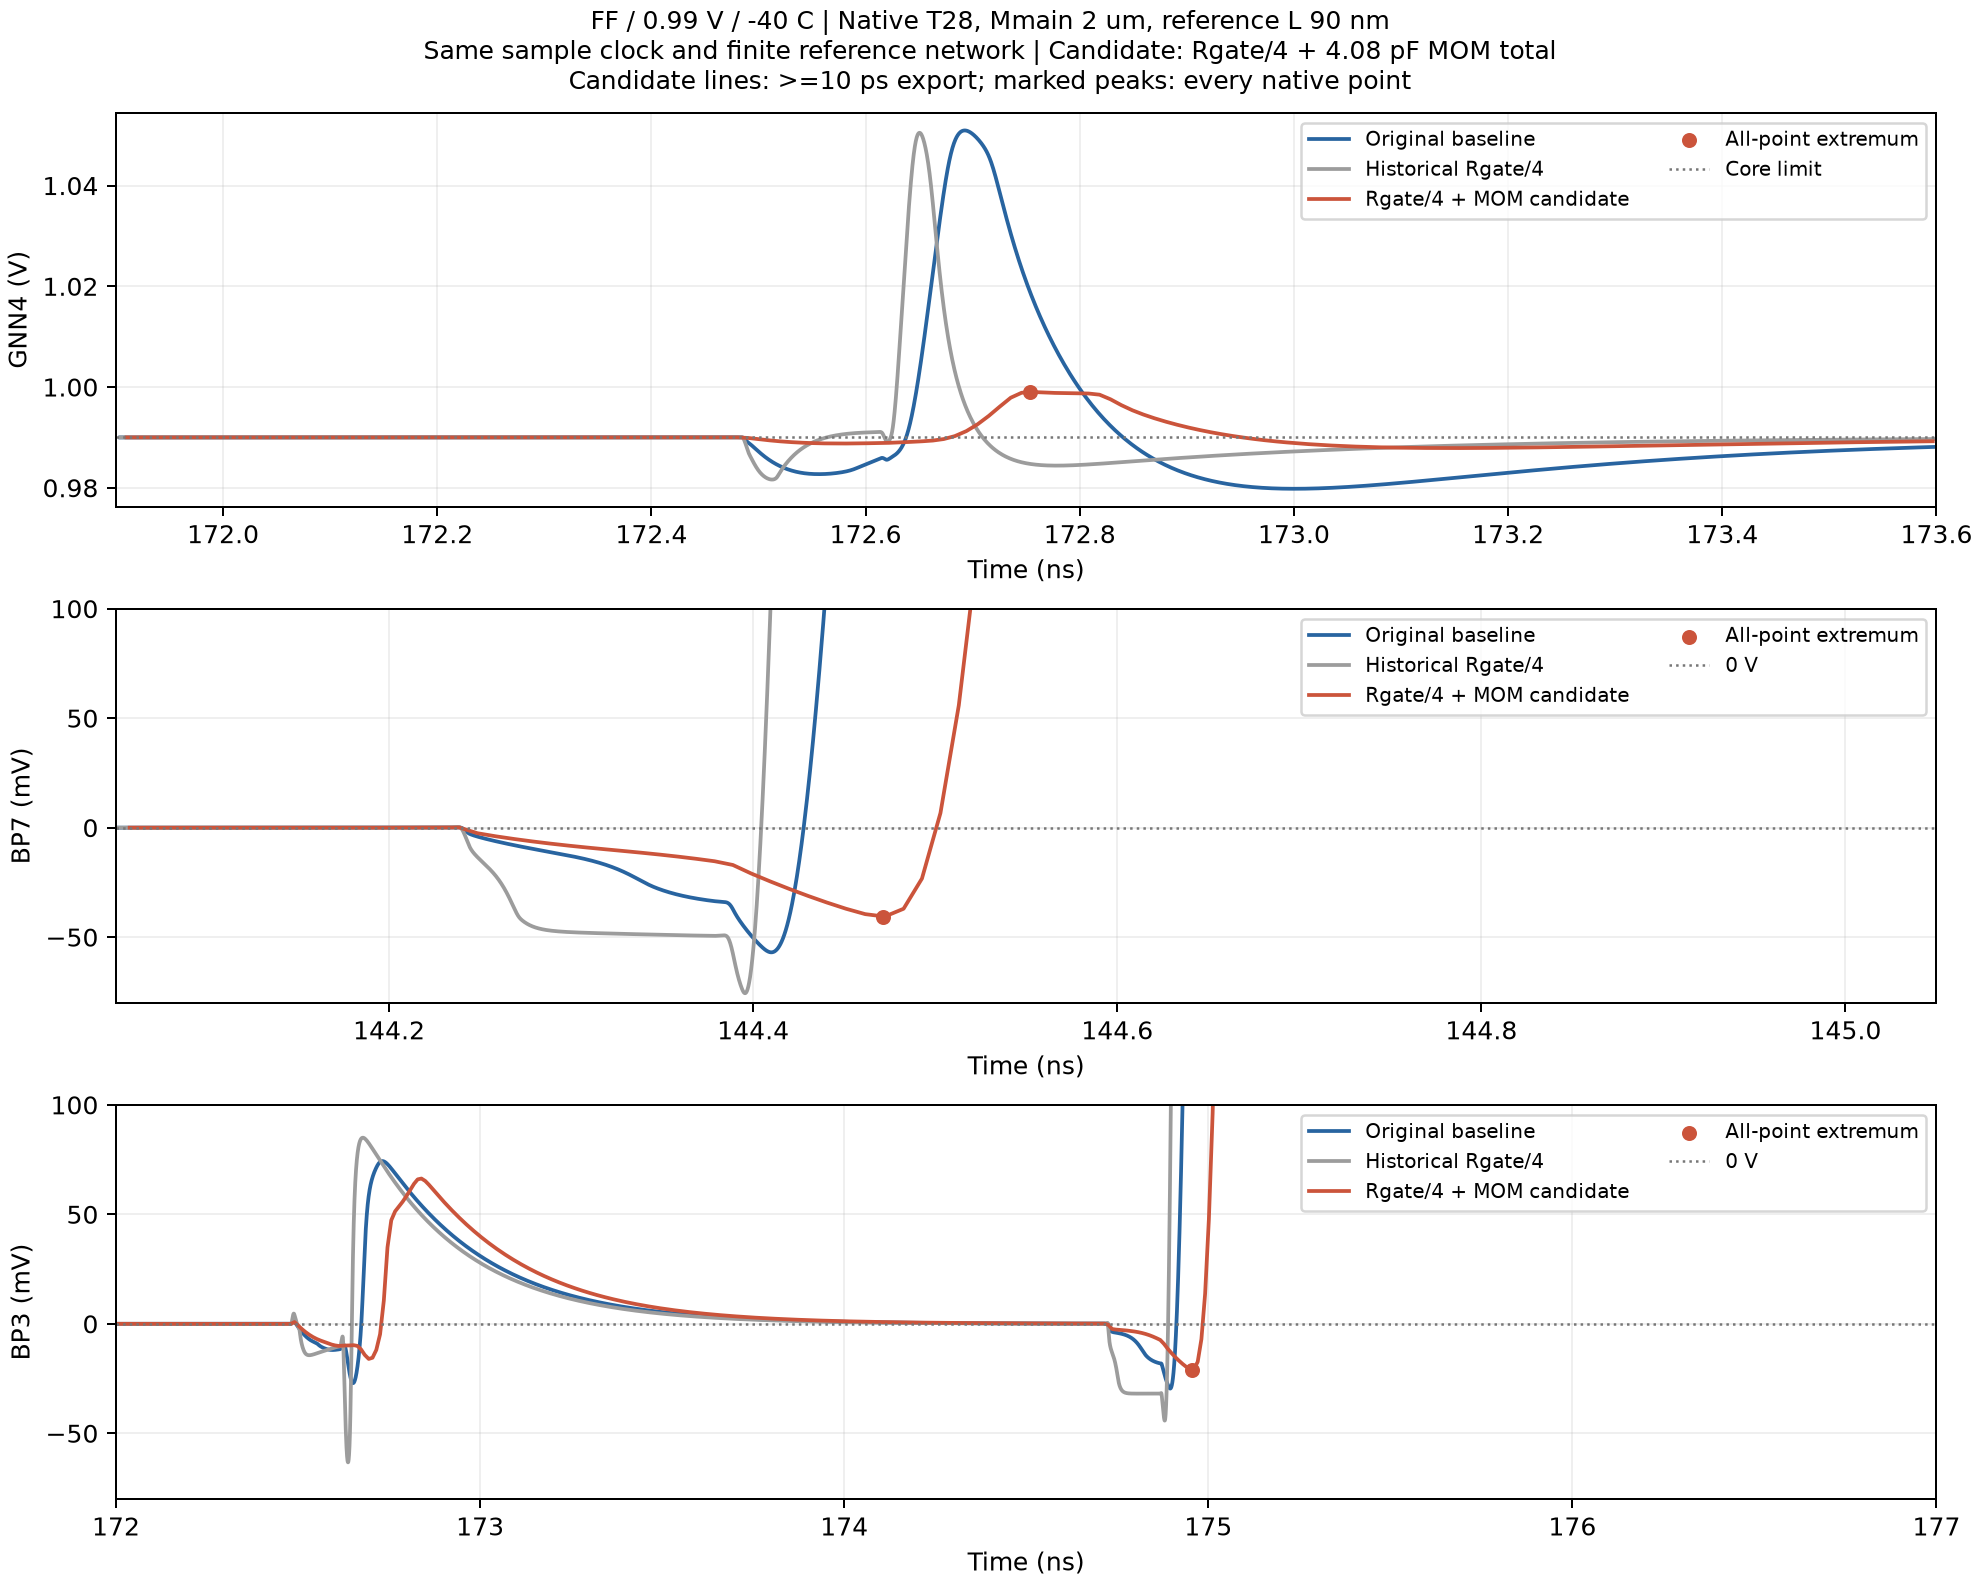 FF / 0.99 V / -40 C | Native T28, Mmain 2 um, reference L 90 nm
Same sample clock and finite reference network | Candidate: Rgate/4 + 4.08 pF MOM total
Candidate lines: >=10 ps export; marked peaks: every native point
GNN4 (V)
1.04
1.02
1.00
0.98
Original baseline
Historical Rgate/4
Rgate/4 + MOM candidate
All-point extremum
Core limit
172.0 172.2 172.4 172.6 172.8 173.0 173.2 173.4 173.6
Time (ns)
BP7 (mV)
100
50
0
−50
Original baseline
Historical Rgate/4
Rgate/4 + MOM candidate
All-point extremum
0 V
144.2 144.4 144.6 144.8 145.0
Time (ns)
BP3 (mV)
100
50
0
−50
Original baseline
Historical Rgate/4
Rgate/4 + MOM candidate
All-point extremum
0 V
172 173 174 175 176 177
Time (ns)